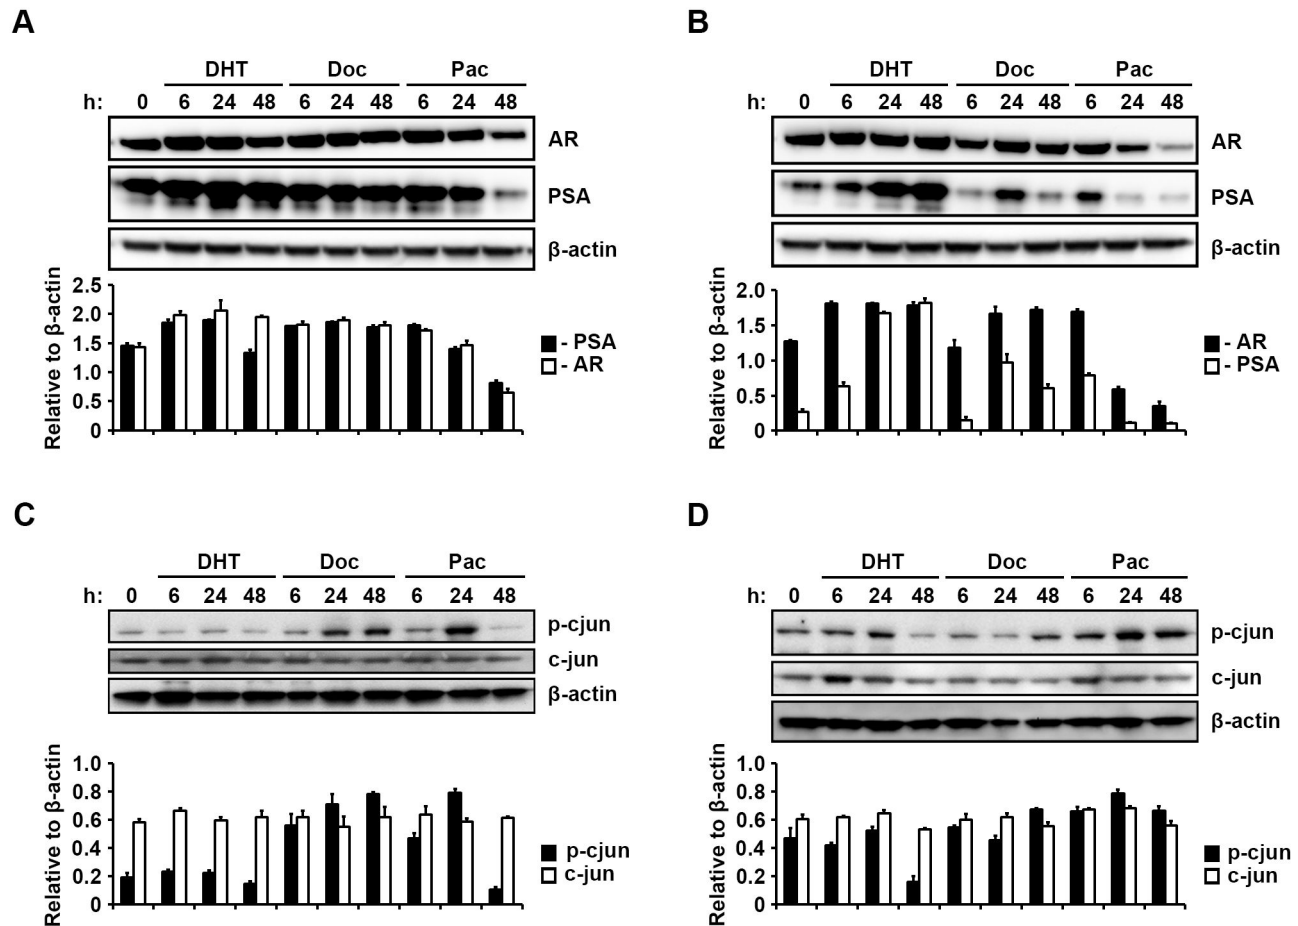 A
DHT Doc Pac
h: 0 6 24 48 6 24 48 6 24 48
AR
PSA
β-actin
Relative to β-actin
2.5
2.0
1.5
1.0
0.5
0
- PSA
- AR
B
DHT Doc Pac
h: 0 6 24 48 6 24 48 6 24 48
AR
PSA
β-actin
Relative to β-actin
2.0
1.5
1.0
0.5
0
- AR
- PSA
C
DHT Doc Pac
h: 0 6 24 48 6 24 48 6 24 48
p-cjun
c-jun
β-actin
Relative to β-actin
1.0
0.8
0.6
0.4
0.2
0
p-cjun
c-jun
D
DHT Doc Pac
h: 0 6 24 48 6 24 48 6 24 48
p-cjun
c-jun
β-actin
Relative to β-actin
1.0
0.8
0.6
0.4
0.2
0
p-cjun
c-jun